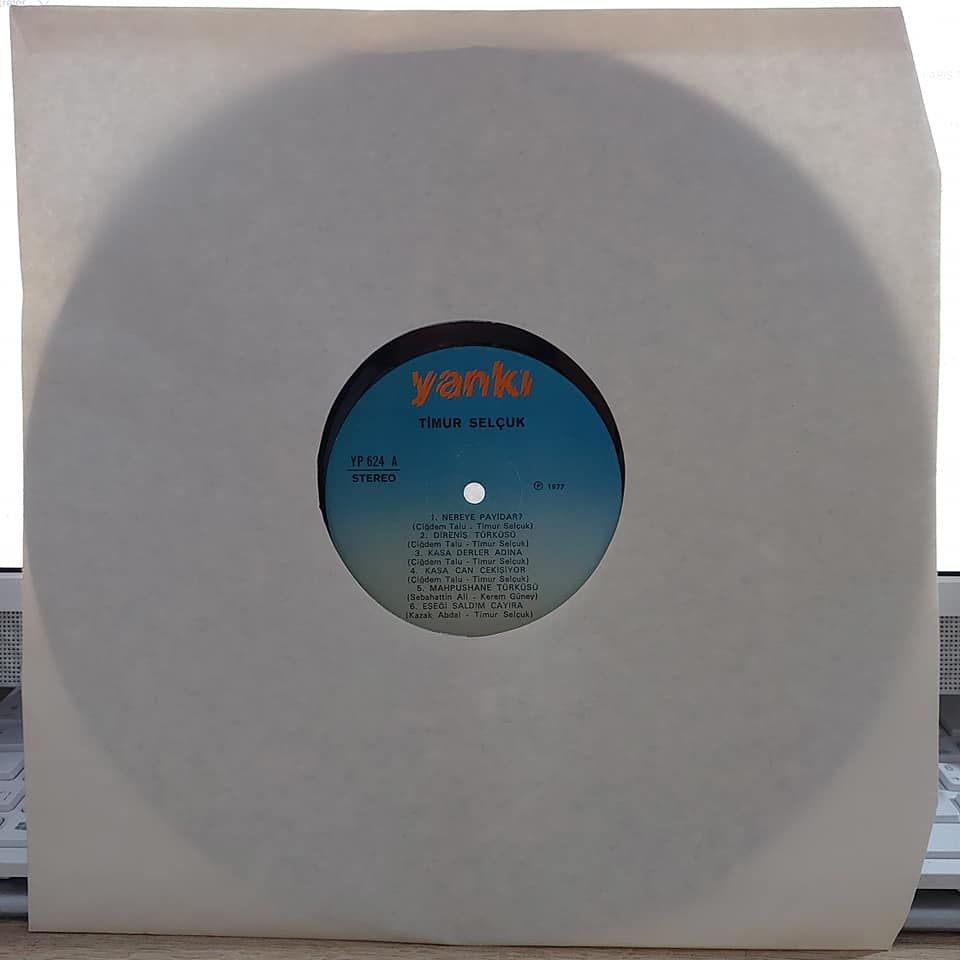 yankı
TİMUR SELÇUK
YP 624 A
STEREO
℗ 1977
1. NEREYE PAYİDAR?
(Çiğdem Talu - Timur Selçuk)
2. DİRENİŞ TÜRKÜSÜ
(Çiğdem Talu - Timur Selçuk)
3. KASA DERLER ADINA
(Çiğdem Talu - Timur Selçuk)
4. KASA CAN ÇEKİŞİYOR
(Çiğdem Talu - Timur Selçuk)
5. MAHPUSHANE TÜRKÜSÜ
(Sebahattin Ali - Kerem Güney)
6. EŞEĞİ SALDIM ÇAYIRA
(Kazak Abdal - Timur Selçuk)